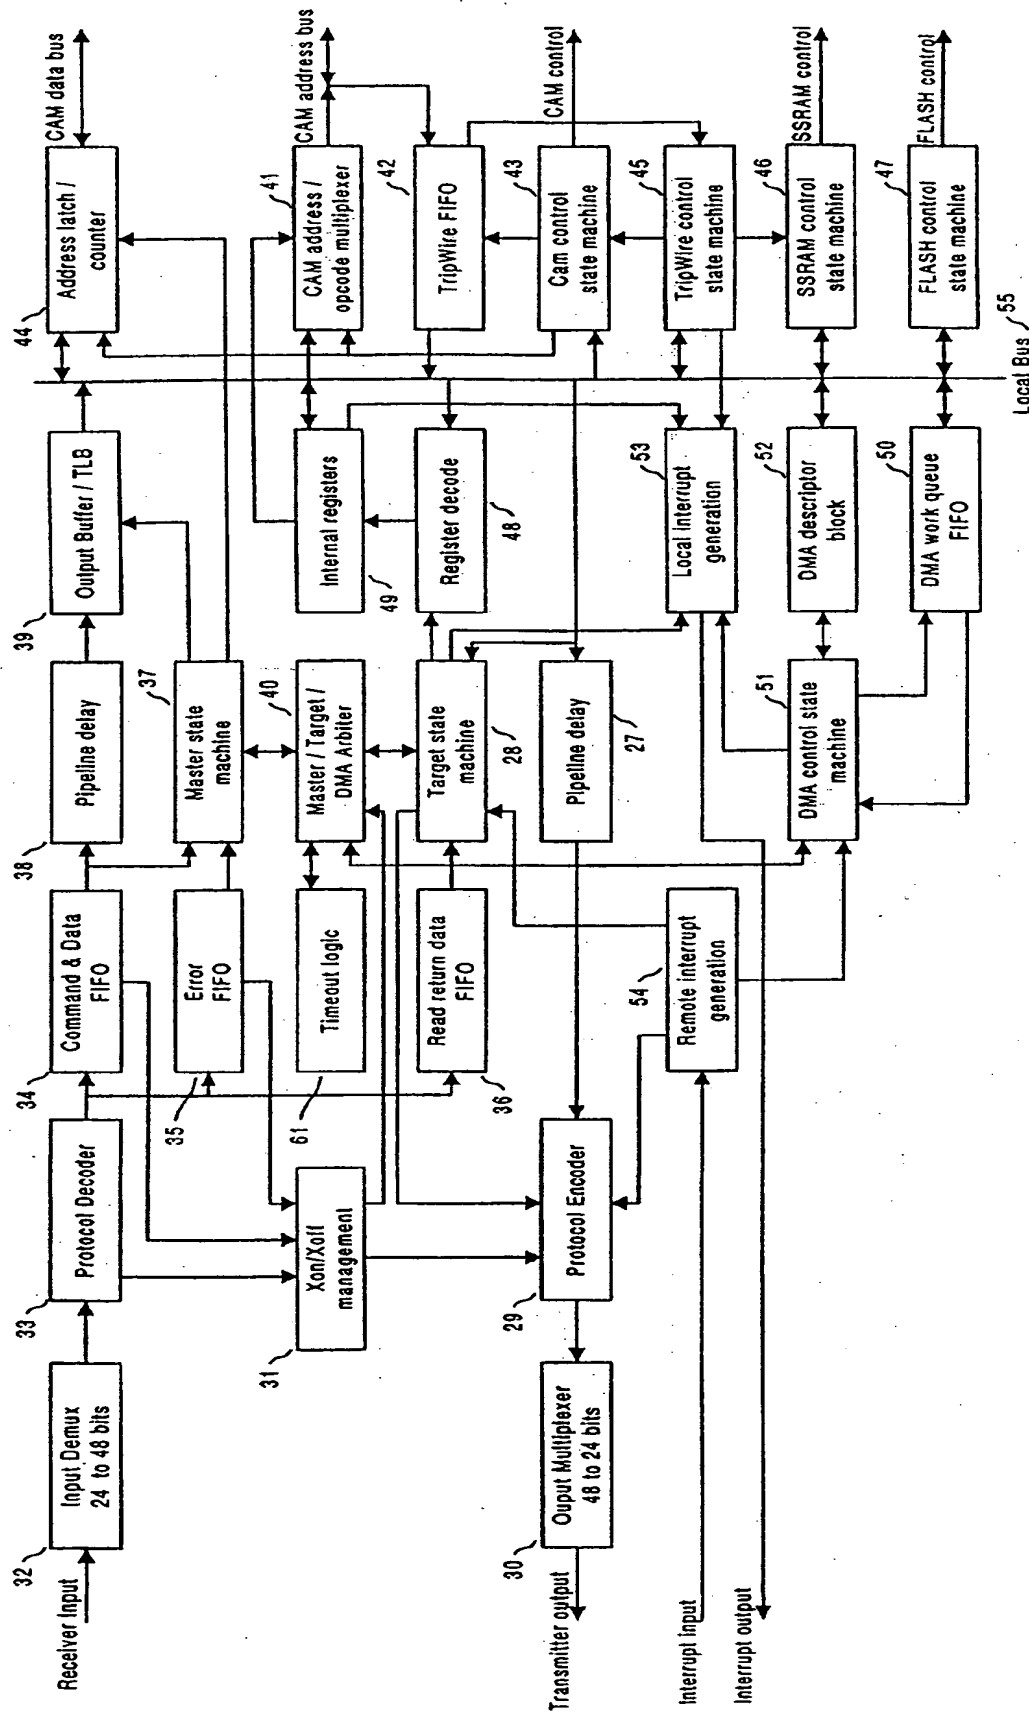 Receiver Input
32
Input Demux
24 to 48 bits
33
Protocol Decoder
34
Command & Data
FIFO
38
Pipeline delay
39
Output Buffer / TLB
44
Address latch /
counter
CAM data bus
35
Error
FIFO
37
Master state
machine
31
Xon/Xoff
management
61
Timeout logic
40
Master / Target /
DMA Arbiter
49
Internal registers
41
CAM address /
opcode multiplexer
CAM address bus
36
Read return data
FIFO
28
Target state
machine
48
Register decode
42
TripWire FIFO
Transmitter output
30
Ouput Multiplexer
48 to 24 bits
29
Protocol Encoder
27
Pipeline delay
43
Cam control
state machine
CAM control
Interrupt input
54
Remote interrupt
generation
53
Local interrupt
generation
45
TripWire control
state machine
Interrupt output
51
DMA control state
machine
52
DMA descriptor
block
46
SSRAM control
state machine
SSRAM control
50
DMA work queue
FIFO
47
FLASH control
state machine
FLASH control
Local Bus 55